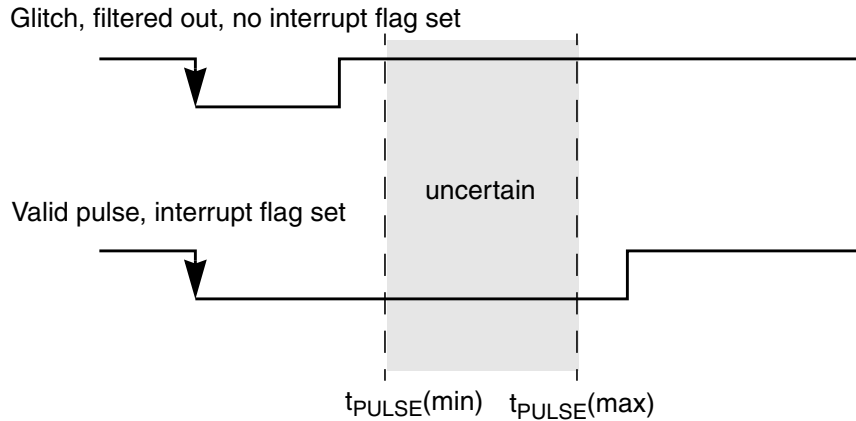 Glitch, filtered out, no interrupt flag set
uncertain
Valid pulse, interrupt flag set
tPULSE(min) tPULSE(max)